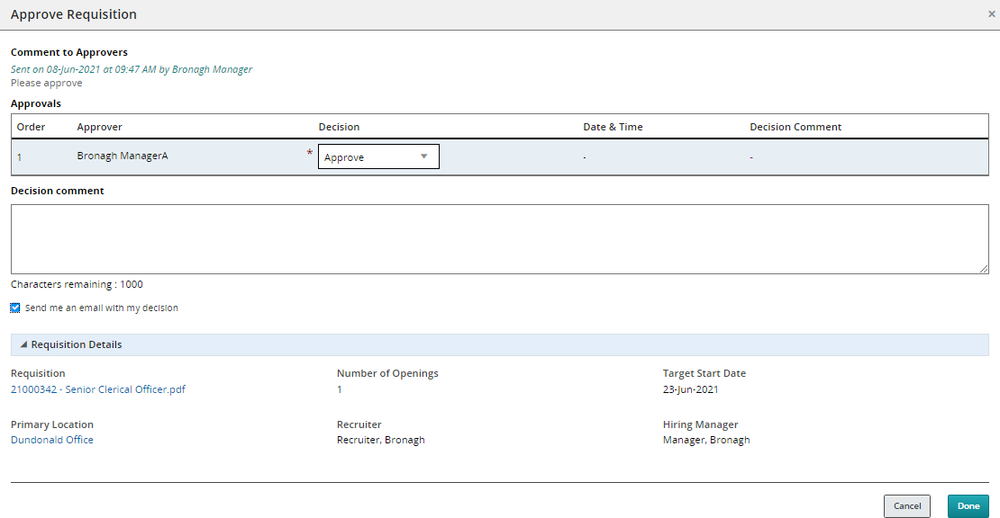 Approve Requisition ×
Comment to Approvers
Sent on 08-Jun-2021 at 09:47 AM by Bronagh Manager
Please approve
Approvals
Order Approver Decision Date & Time Decision Comment
1 Bronagh ManagerA * Approve - -
Decision comment
Characters remaining : 1000
Send me an email with my decision
Requisition Details
Requisition Number of Openings Target Start Date
21000342 - Senior Clerical Officer.pdf 1 23-Jun-2021
Primary Location Recruiter Hiring Manager
Dundonald Office Recruiter, Bronagh Manager, Bronagh
Cancel Done